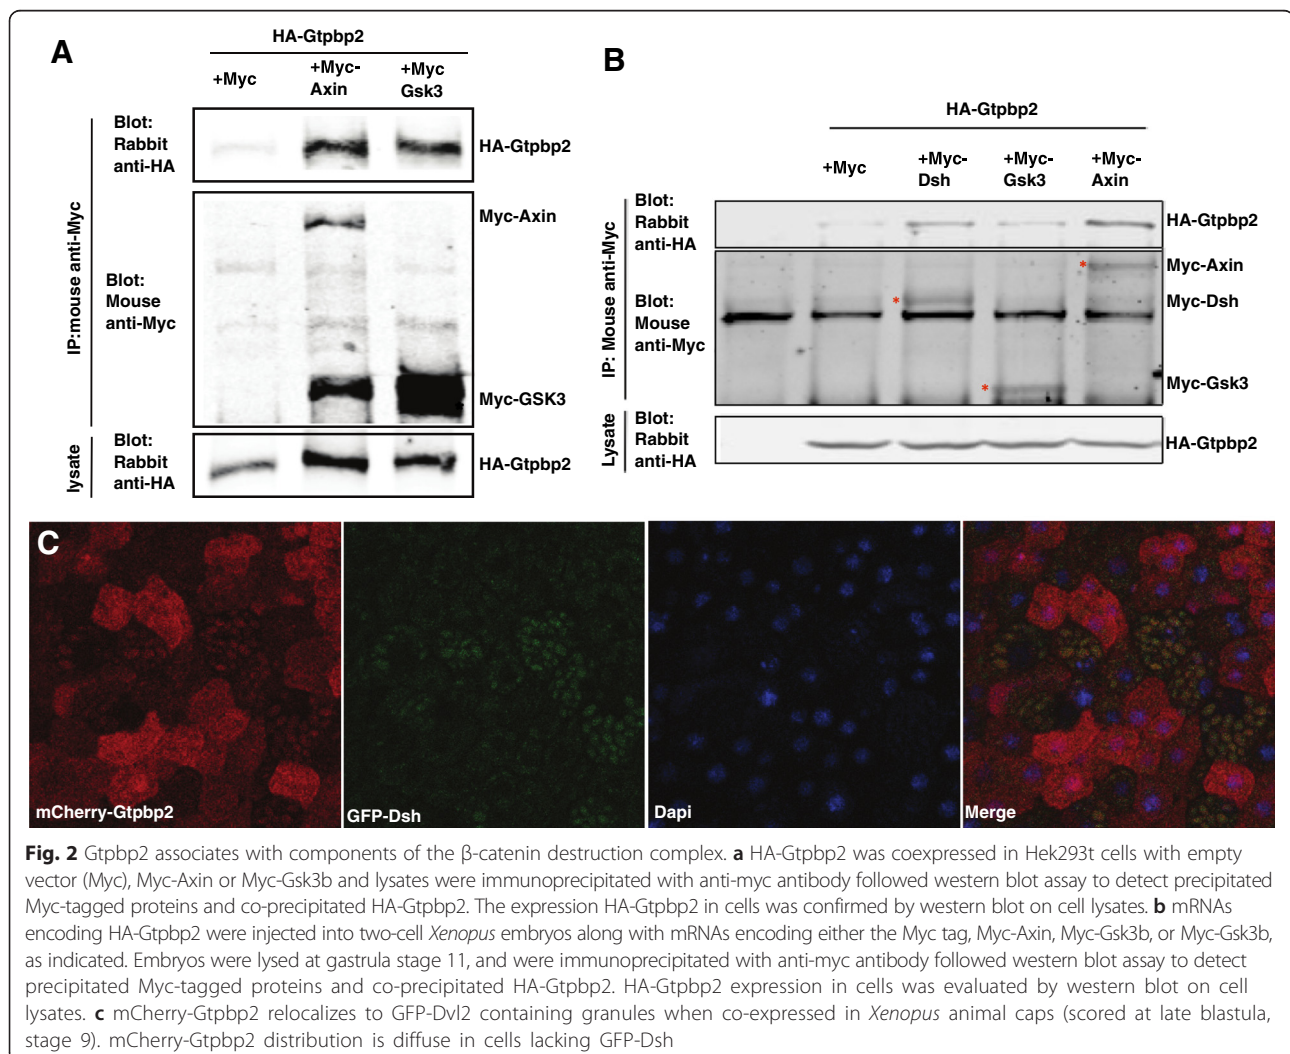 A
HA-Gtpbp2
+Myc
+Myc-
Axin
+Myc
Gsk3
IP:mouse anti-Myc
Blot:
Rabbit
anti-HA
HA-Gtpbp2
Blot:
Mouse
anti-Myc
Myc-Axin
Myc-GSK3
lysate
Blot:
Rabbit
anti-HA
HA-Gtpbp2
B
HA-Gtpbp2
+Myc
+Myc-
Dsh
+Myc-
Gsk3
+Myc-
Axin
IP: Mouse anti-Myc
Blot:
Rabbit
anti-HA
HA-Gtpbp2
Blot:
Mouse
anti-Myc
* Myc-Axin
* Myc-Dsh
* Myc-Gsk3
Lysate
Blot:
Rabbit
anti-HA
HA-Gtpbp2
C
mCherry-Gtpbp2
GFP-Dsh
Dapi
Merge
Fig. 2 Gtpbp2 associates with components of the β-catenin destruction complex. a HA-Gtpbp2 was coexpressed in Hek293t cells with empty
vector (Myc), Myc-Axin or Myc-Gsk3b and lysates were immunoprecipitated with anti-myc antibody followed western blot assay to detect precipitated
Myc-tagged proteins and co-precipitated HA-Gtpbp2. The expression HA-Gtpbp2 in cells was confirmed by western blot on cell lysates. b mRNAs
encoding HA-Gtpbp2 were injected into two-cell Xenopus embryos along with mRNAs encoding either the Myc tag, Myc-Axin, Myc-Gsk3b, or Myc-Gsk3b,
as indicated. Embryos were lysed at gastrula stage 11, and were immunoprecipitated with anti-myc antibody followed western blot assay to detect
precipitated Myc-tagged proteins and co-precipitated HA-Gtpbp2. HA-Gtpbp2 expression in cells was evaluated by western blot on cell
lysates. c mCherry-Gtpbp2 relocalizes to GFP-Dvl2 containing granules when co-expressed in Xenopus animal caps (scored at late blastula,
stage 9). mCherry-Gtpbp2 distribution is diffuse in cells lacking GFP-Dsh